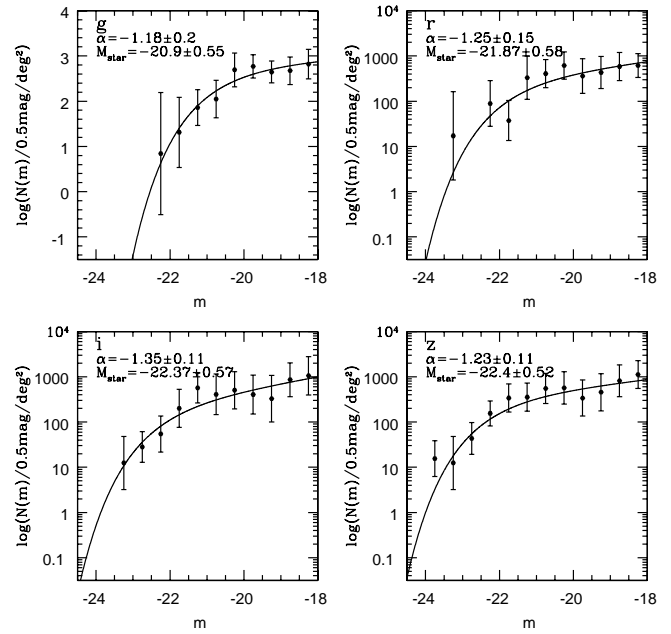 g
α=−1.18±0.2
M_star=−20.9±0.55
4
3
2
1
0
−1
log(N(m)/0.5mag/deg²)
-24 -22 -20 -18
m
r
α=−1.25±0.15
M_star=−21.87±0.58
10⁴
1000
100
10
1
0.1
log(N(m)/0.5mag/deg²)
-24 -22 -20 -18
m
i
α=−1.35±0.11
M_star=−22.37±0.57
10⁴
1000
100
10
1
0.1
log(N(m)/0.5mag/deg²)
-24 -22 -20 -18
m
z
α=−1.23±0.11
M_star=−22.4±0.52
10⁴
1000
100
10
1
0.1
log(N(m)/0.5mag/deg²)
-24 -22 -20 -18
m